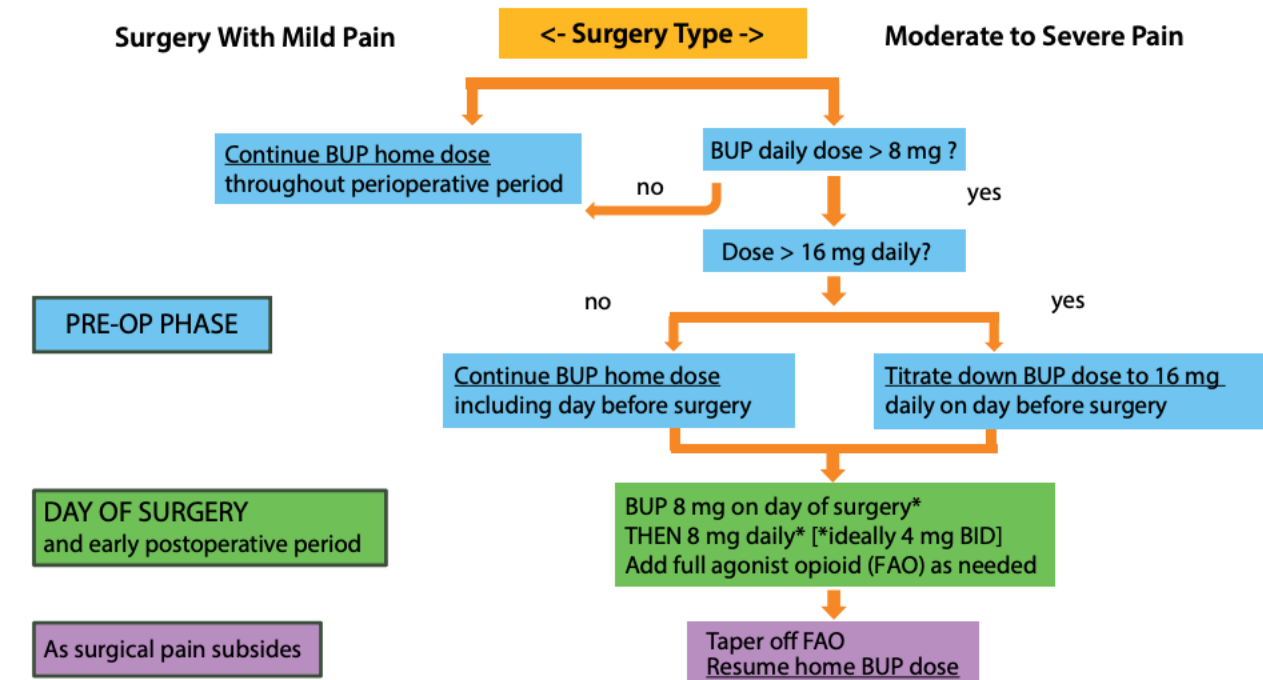 Surgery With Mild Pain
<- Surgery Type ->
Moderate to Severe Pain
Continue BUP home dose
throughout perioperative period
BUP daily dose > 8 mg ?
no
yes
Dose > 16 mg daily?
no
yes
PRE-OP PHASE
Continue BUP home dose
including day before surgery
Titrate down BUP dose to 16 mg
daily on day before surgery
DAY OF SURGERY
and early postoperative period
BUP 8 mg on day of surgery*
THEN 8 mg daily* [*ideally 4 mg BID]
Add full agonist opioid (FAO) as needed
As surgical pain subsides
Taper off FAO
Resume home BUP dose